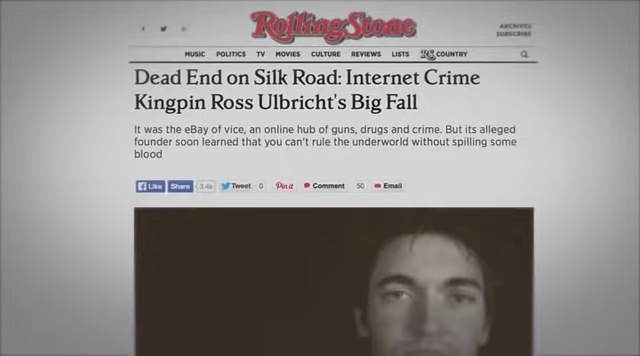 RollingStone
ARCHIVES
SUBSCRIBE
MUSIC POLITICS TV MOVIES CULTURE REVIEWS LISTS RS COUNTRY
Dead End on Silk Road: Internet Crime
Kingpin Ross Ulbricht's Big Fall
It was the eBay of vice, an online hub of guns, drugs and crime. But its alleged
founder soon learned that you can't rule the underworld without spilling some
blood
Like Share 3.4k Tweet 0 Pin it Comment 50 Email